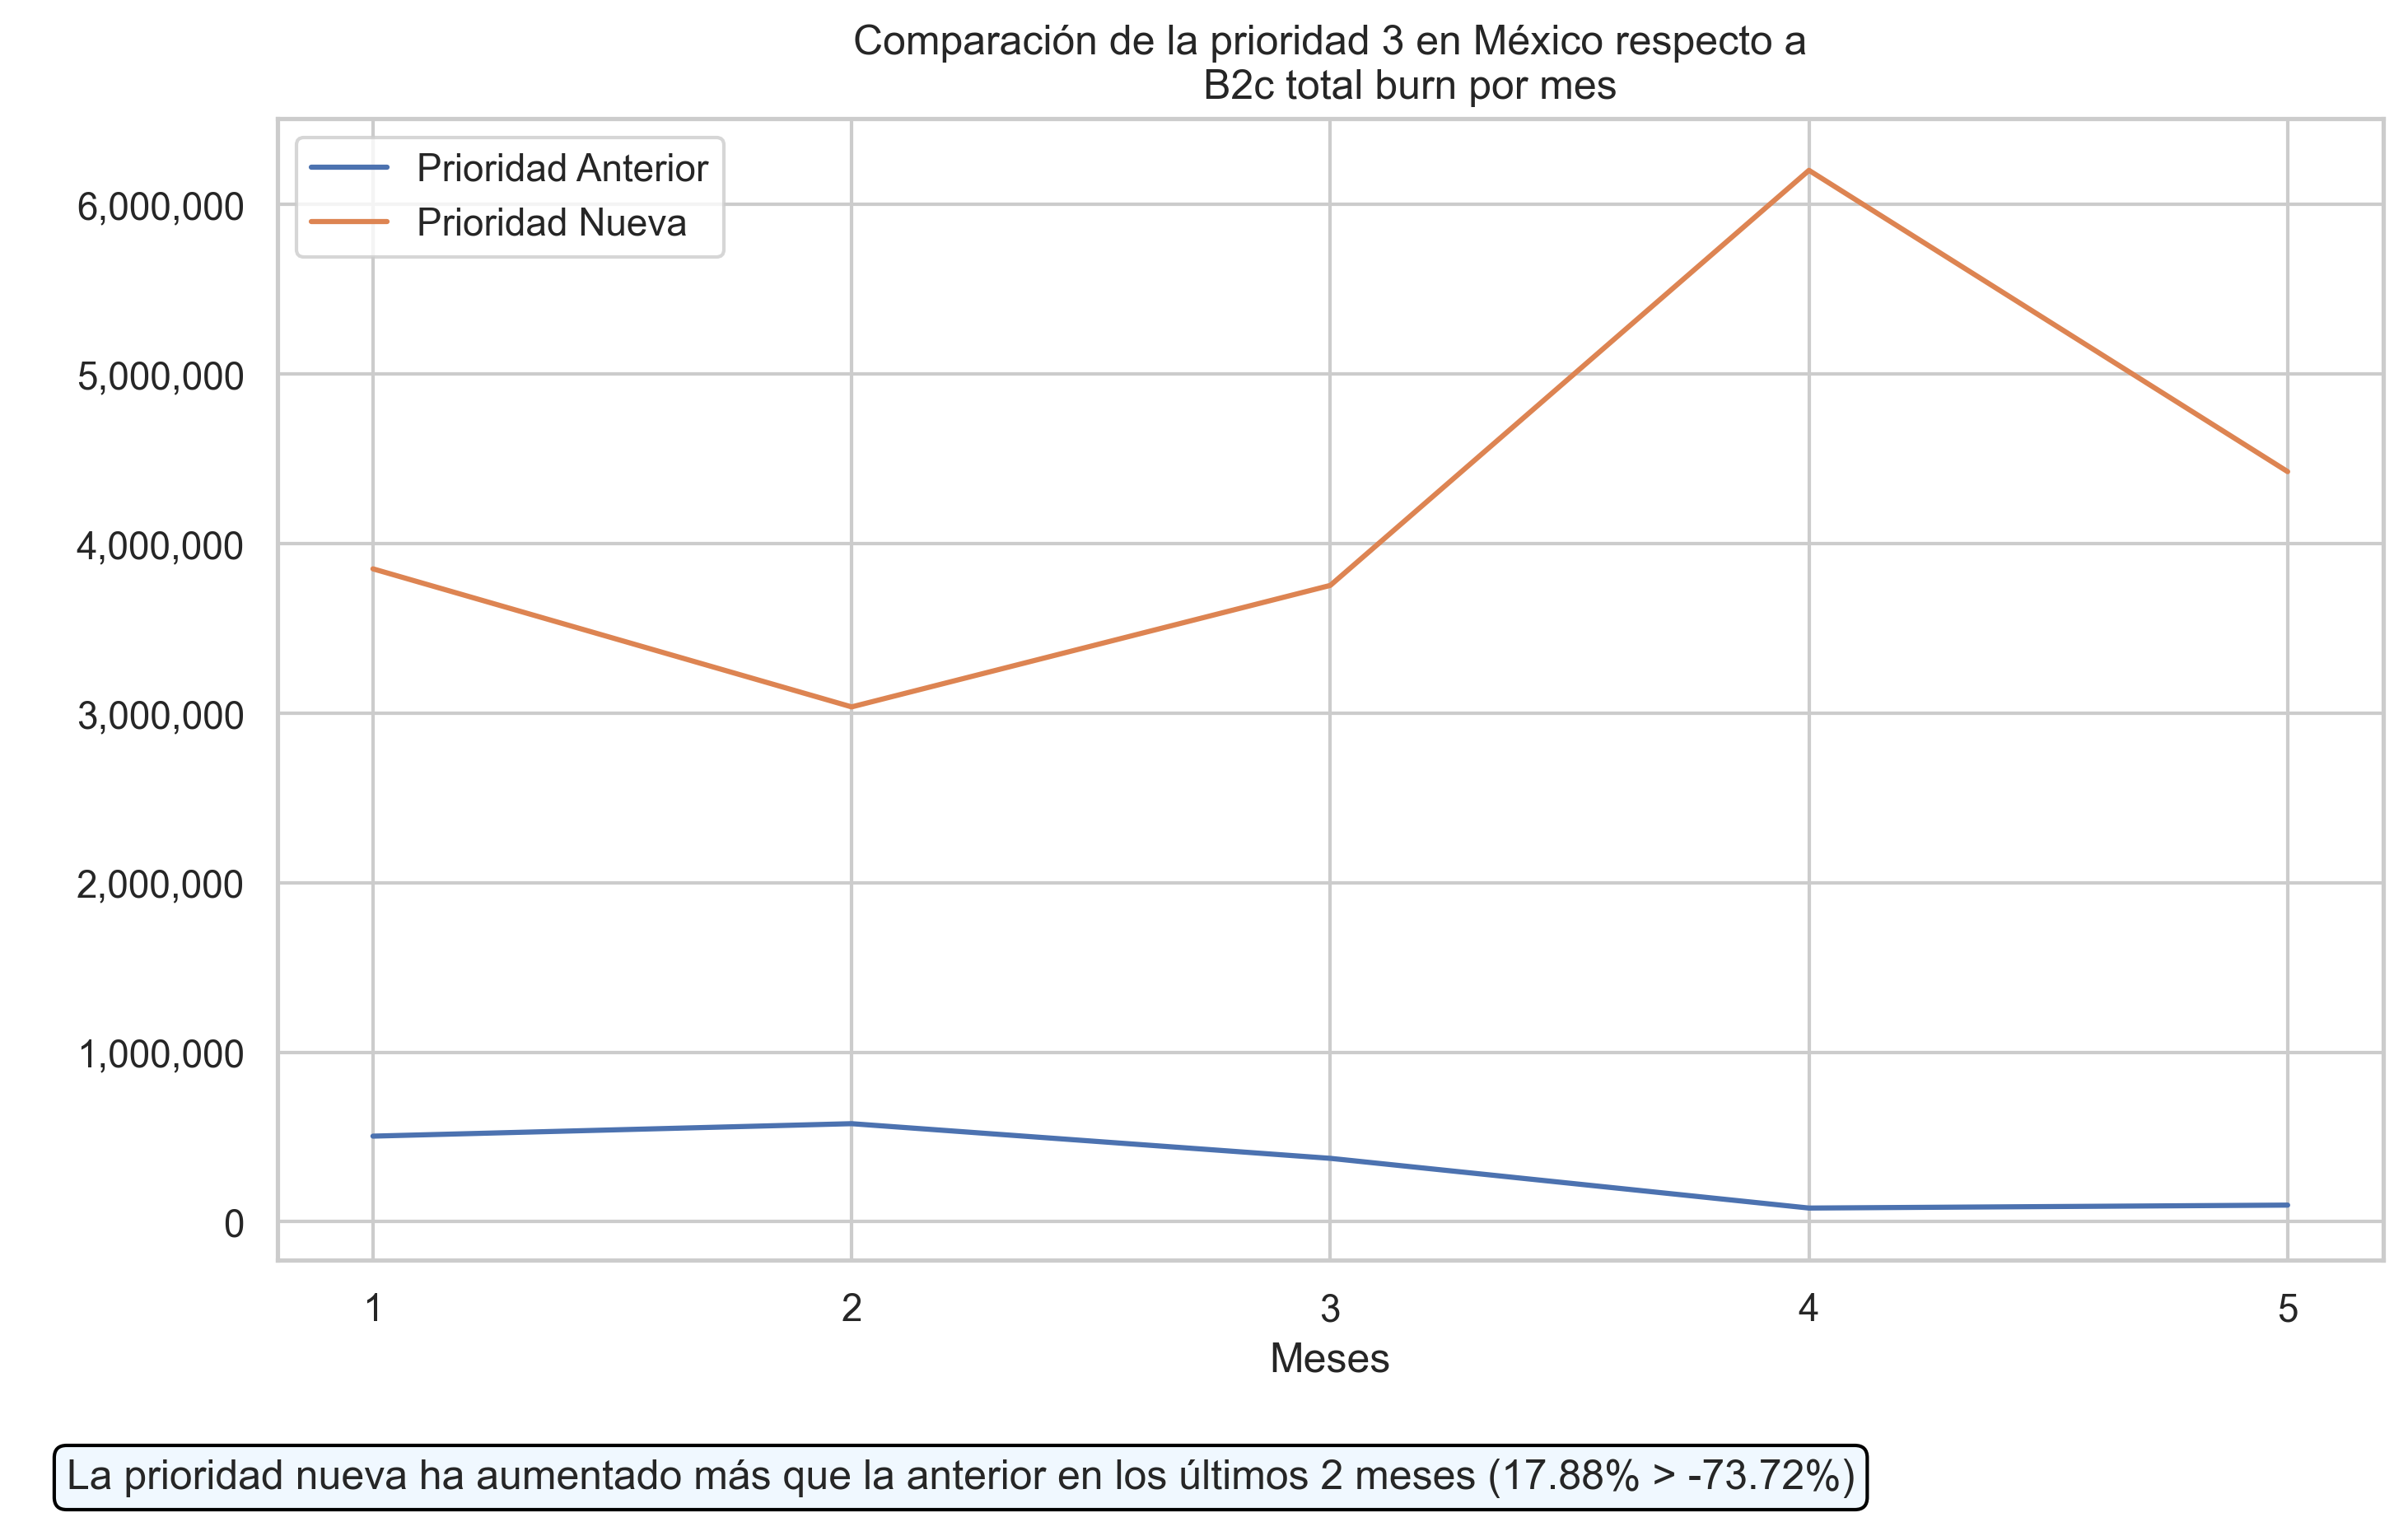 Comparación de la prioridad 3 en México respecto a
B2c total burn por mes
Prioridad Anterior
Prioridad Nueva
6,000,000
5,000,000
4,000,000
3,000,000
2,000,000
1,000,000
0
1
2
3
4
5
Meses
La prioridad nueva ha aumentado más que la anterior en los últimos 2 meses (17.88% > -73.72%)